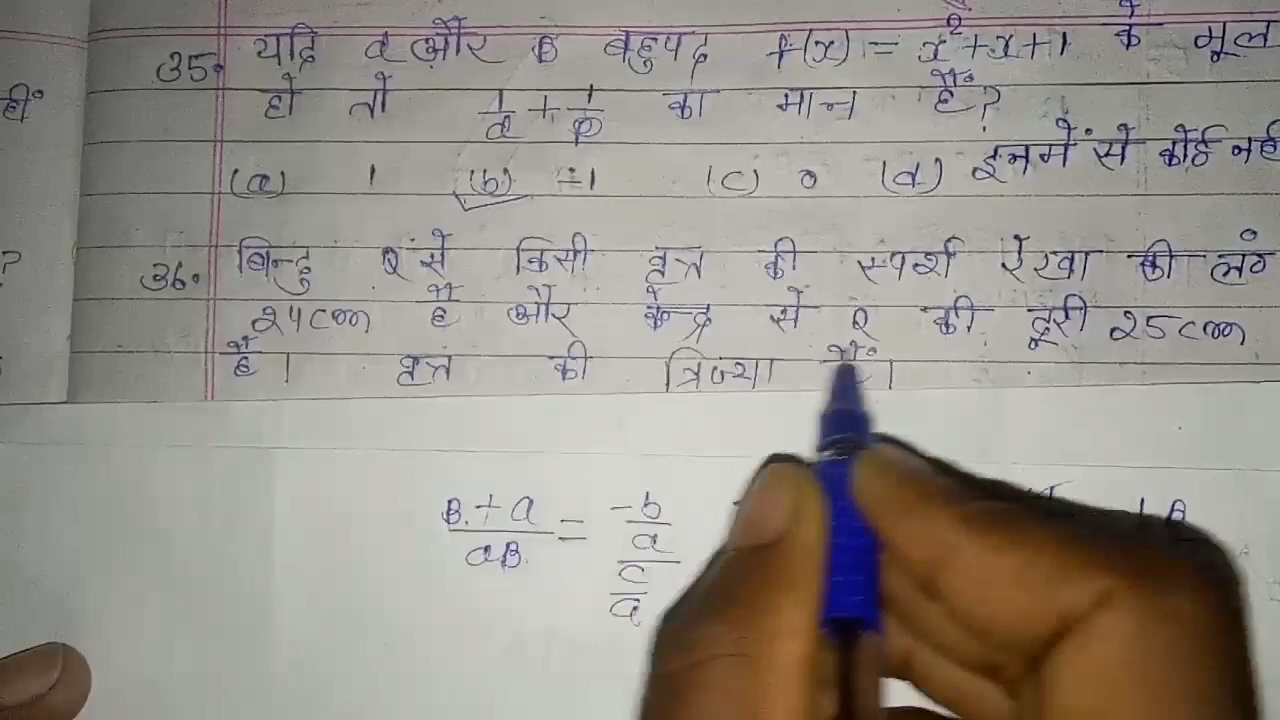 हीं
35. यदि α और β बहुपद f(x) = x²+x+1 के मूल
हो तो 1/α + 1/β का मान है?
(a) 1 (b) -1 (c) 0 (d) इनमें से कोई नहीं
?
36. बिन्दु Q से किसी वृत्त की स्पर्श रेखा की लंब
24cm है और केन्द्र से Q की दूरी 25cm
है। वृत्त की त्रिज्या है।
β+α/αβ = -b/a / c/a